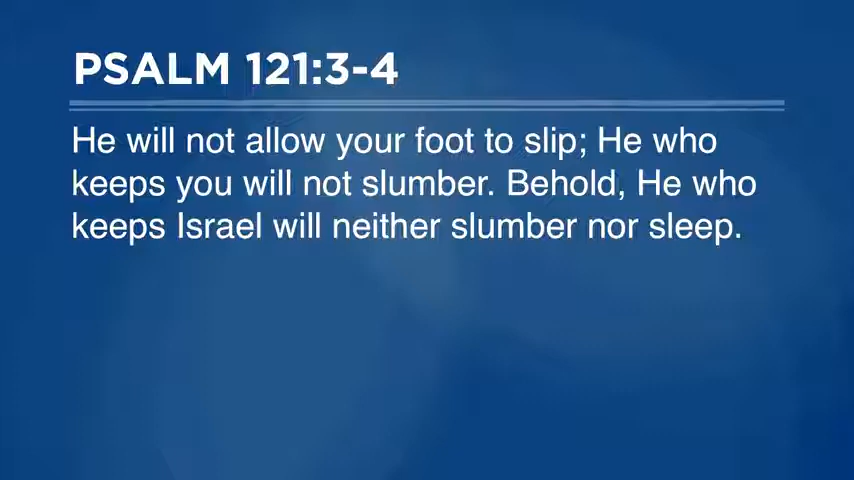 PSALM 121:3-4
He will not allow your foot to slip; He who
keeps you will not slumber. Behold, He who
keeps Israel will neither slumber nor sleep.